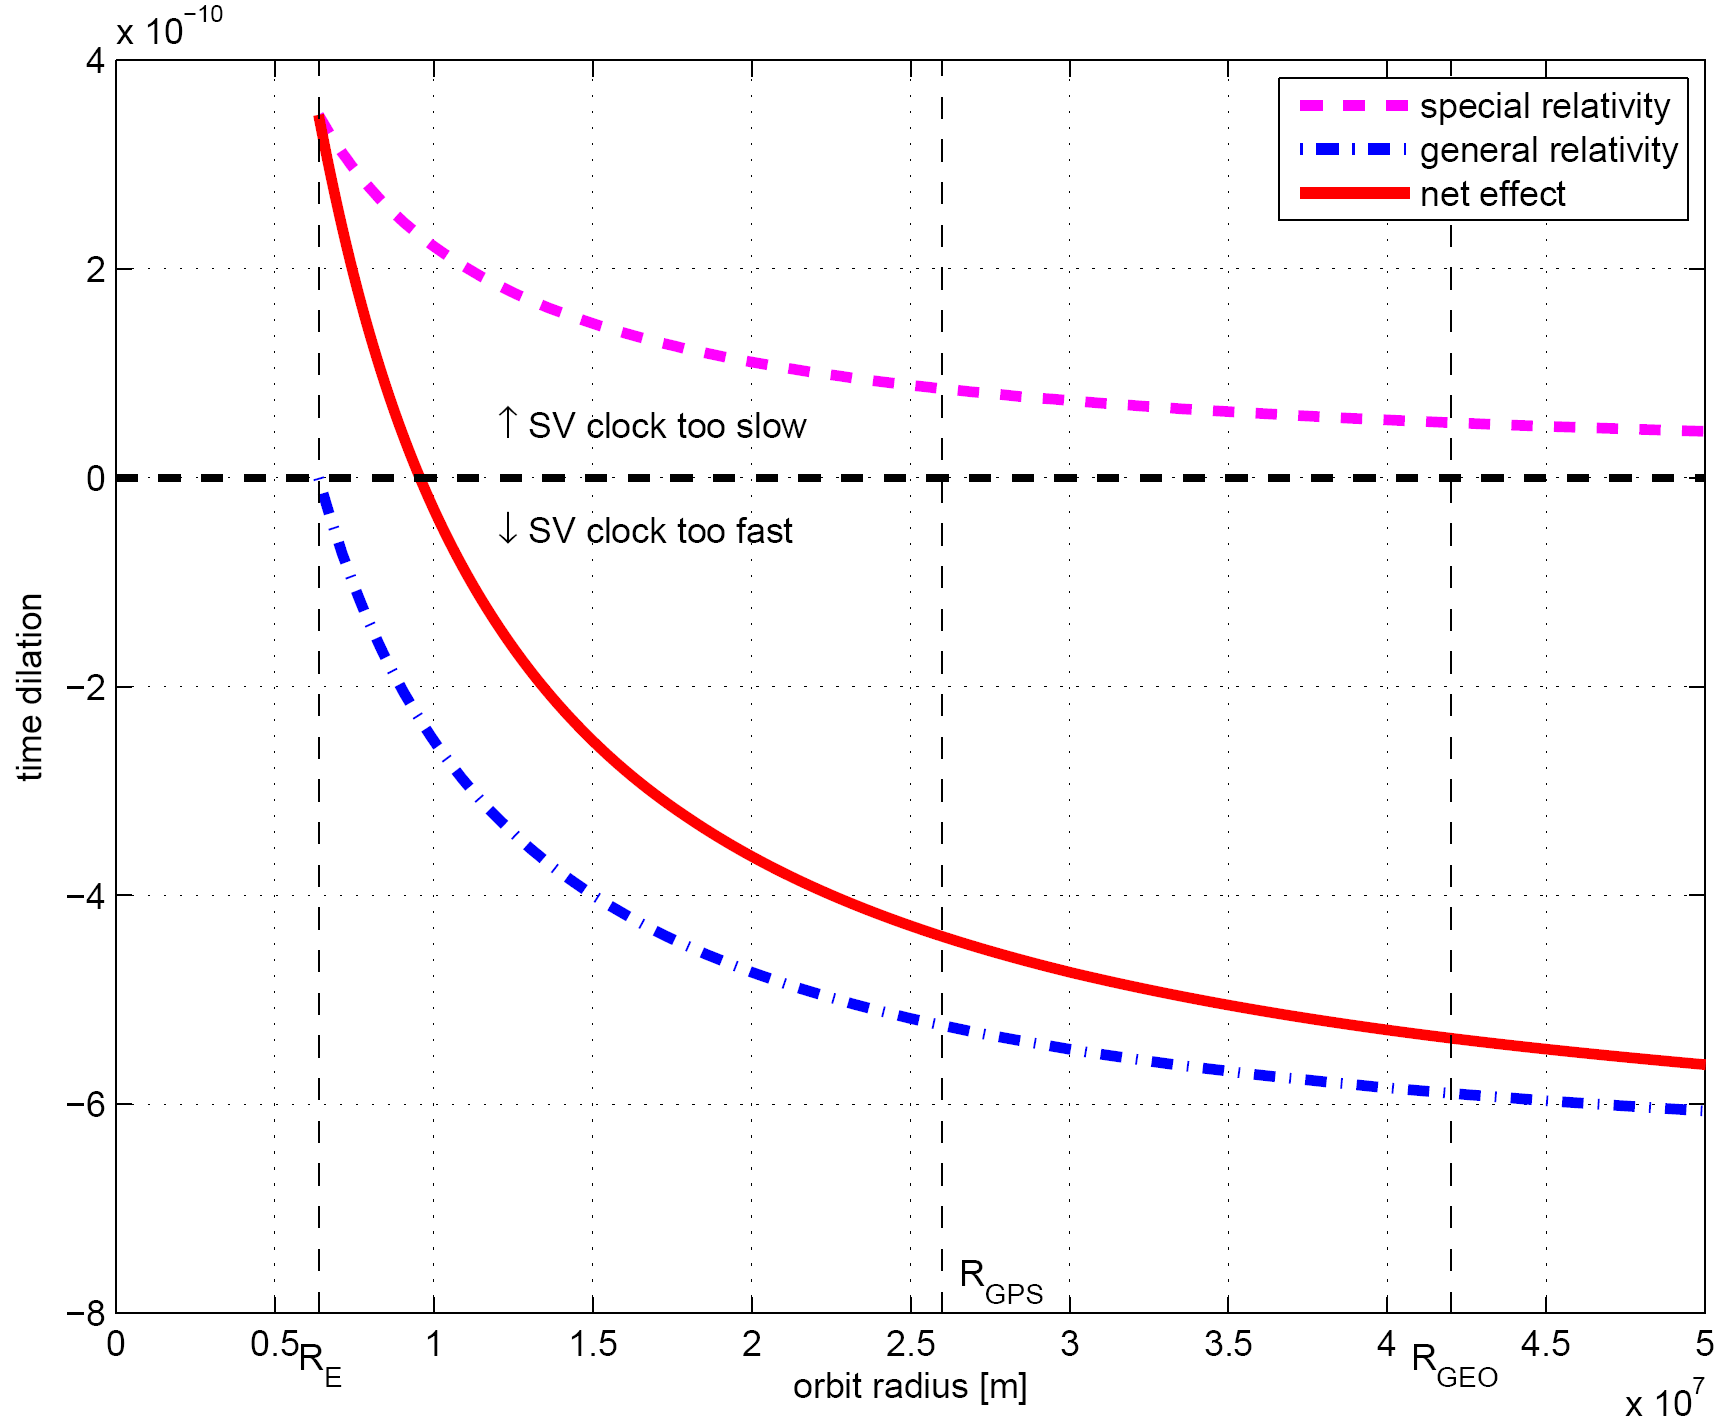 x 10⁻¹⁰
4
2
0
−2
−4
−6
−8
time dilation
special relativity
general relativity
net effect
↑ SV clock too slow
↓ SV clock too fast
R_GPS
0 0.5 1 1.5 2 2.5 3 3.5 4 4.5 5
R_E
R_GEO
orbit radius [m]
x 10⁷